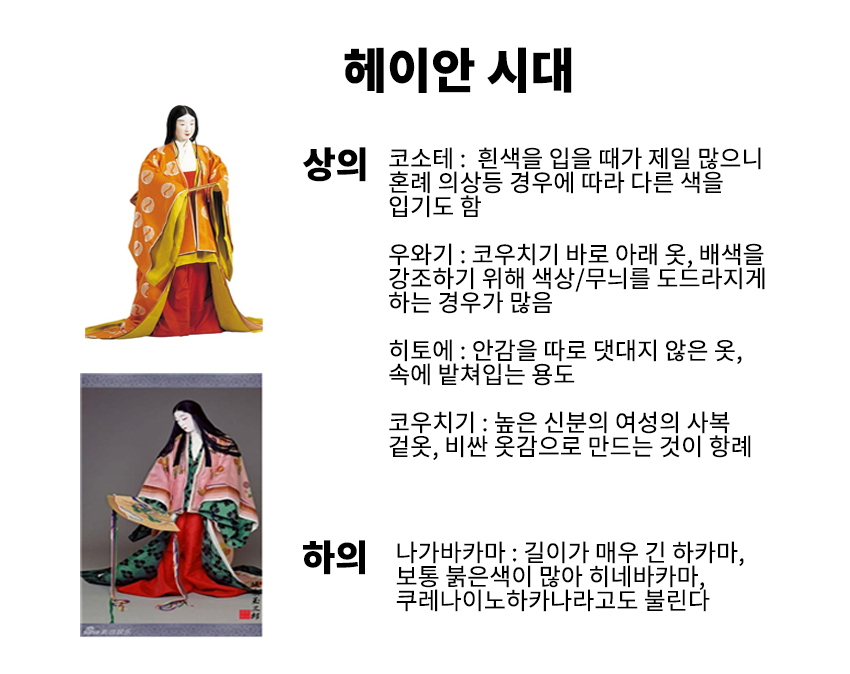 헤이안 시대
상의
코소테 : 흰색을 입을 때가 제일 많으니
혼례 의상등 경우에 따라 다른 색을
입기도 함
우와기 : 코우치기 바로 아래 옷, 배색을
강조하기 위해 색상/무늬를 도드라지게
하는 경우가 많음
히토에 : 안감을 따로 댓대지 않은 옷,
속에 밭쳐입는 용도
코우치기 : 높은 신분의 여성의 사복
겉옷, 비싼 옷감으로 만드는 것이 항례
하의
나가바카마 : 길이가 매우 긴 하카마,
보통 붉은색이 많아 히네바카마,
쿠레나이노하카나라고도 불린다